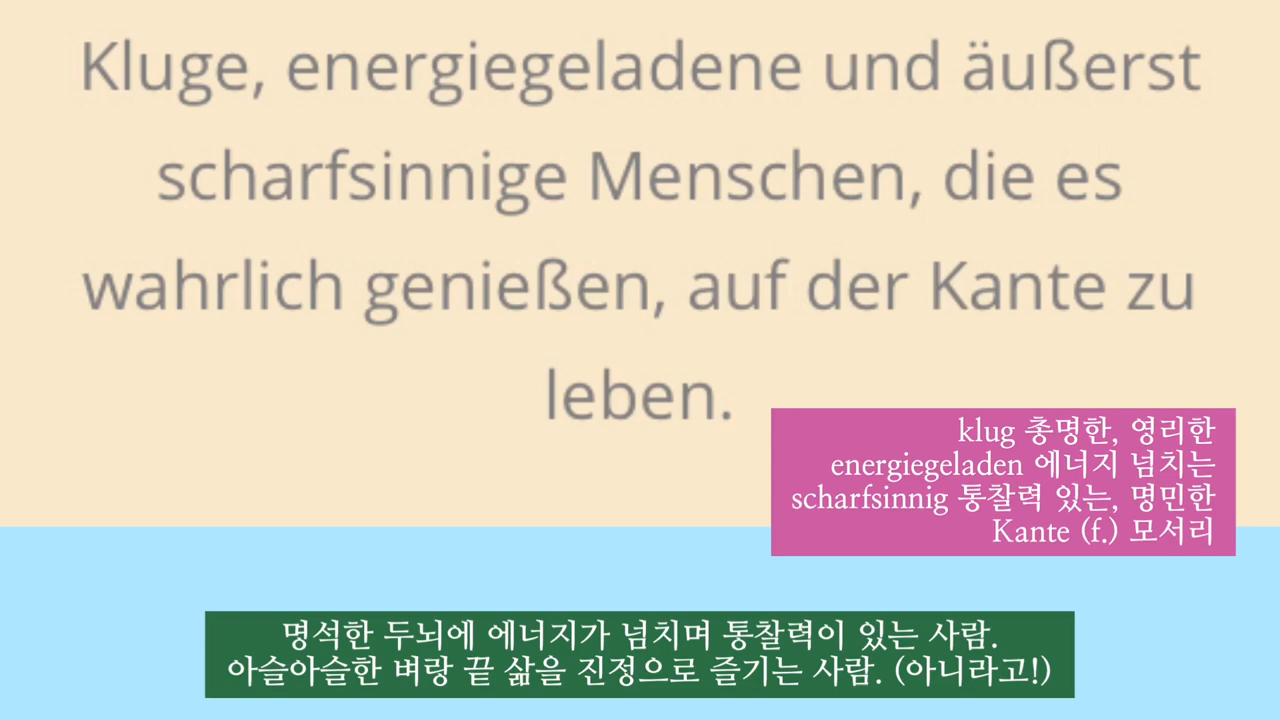 Kluge, energiegeladene und äußerst
scharfsinnige Menschen, die es
wahrlich genießen, auf der Kante zu
leben.
klug 총명한, 영리한
energiegeladen 에너지 넘치는
scharfsinnig 통찰력 있는, 명민한
Kante (f.) 모서리
명석한 두뇌에 에너지가 넘치며 통찰력이 있는 사람.
아슬아슬한 벼랑 끝 삶을 진정으로 즐기는 사람. (아니라고!)